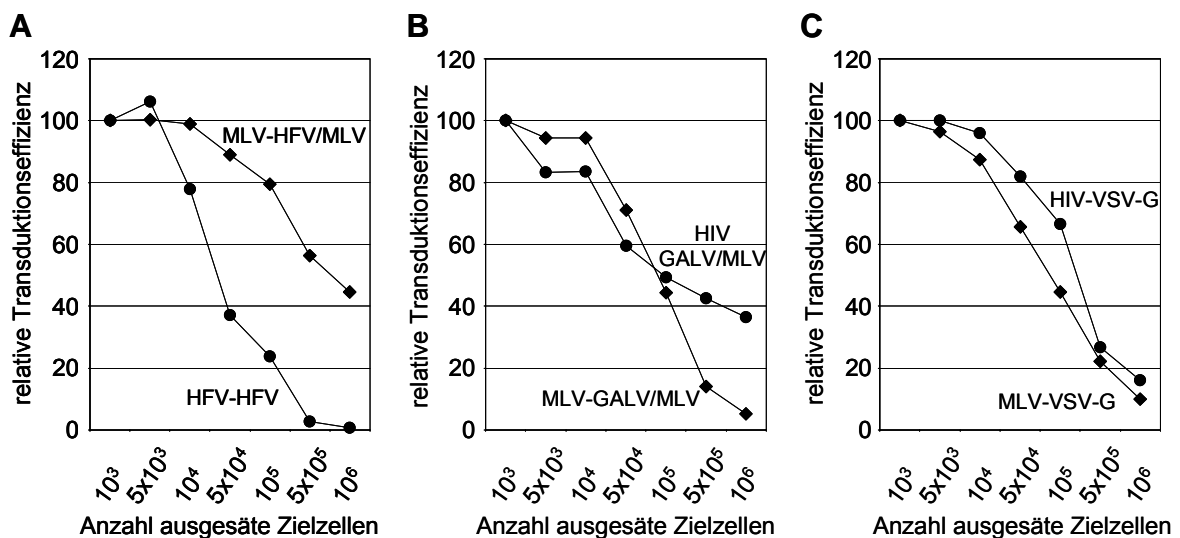 A
120
100
80
60
40
20
0
relative Transduktionseffizienz
MLV-HFV/MLV
HFV-HFV
10³ 5x10³ 10⁴ 5x10⁴ 10⁵ 5x10⁵ 10⁶
Anzahl ausgesäte Zielzellen
B
120
100
80
60
40
20
0
relative Transduktionseffizienz
HIV
GALV/MLV
MLV-GALV/MLV
10³ 5x10³ 10⁴ 5x10⁴ 10⁵ 5x10⁵ 10⁶
Anzahl ausgesäte Zielzellen
C
120
100
80
60
40
20
0
relative Transduktionseffizienz
HIV-VSV-G
MLV-VSV-G
10³ 5x10³ 10⁴ 5x10⁴ 10⁵ 5x10⁵ 10⁶
Anzahl ausgesäte Zielzellen